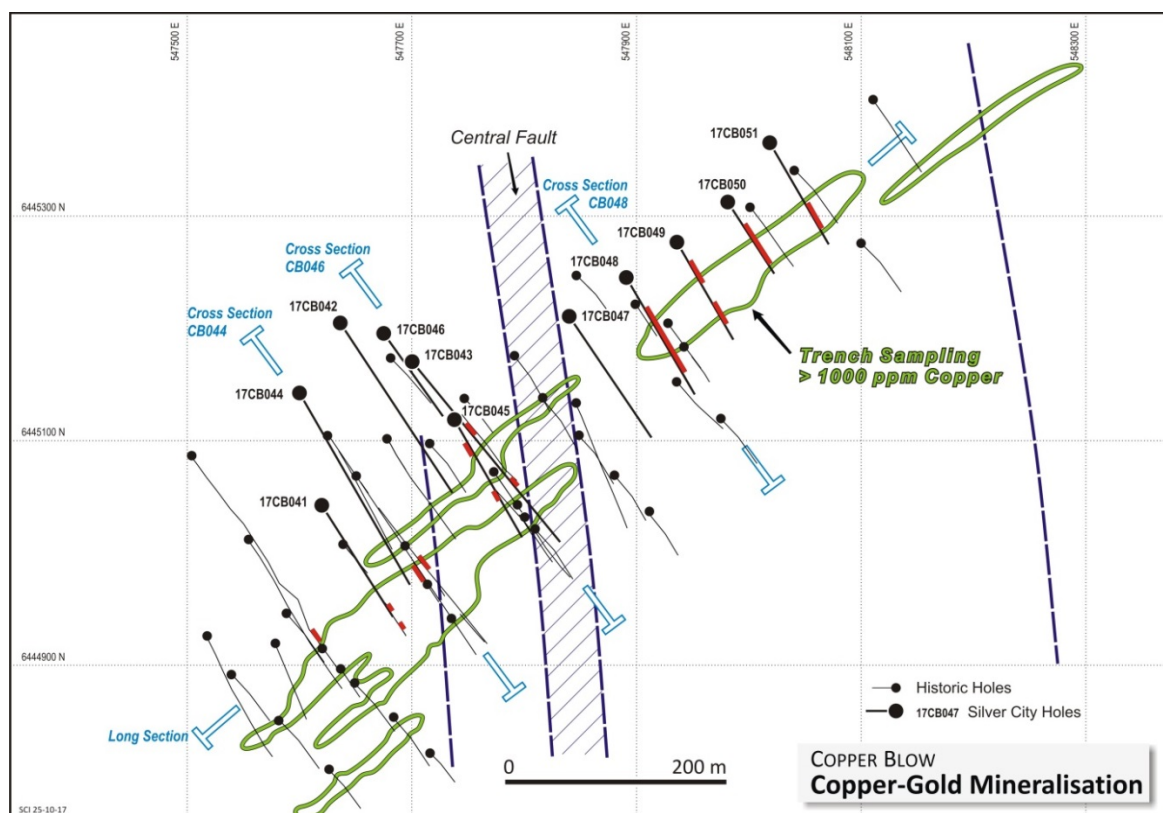 547500 E
547700 E
547900 E
548100 E
548300 E
Central Fault
17CB051
Cross Section
CB048
17CB050
6445300 N
17CB049
Cross Section
CB046
17CB048
17CB042
17CB046
17CB047
Cross Section
CB044
17CB043
Trench Sampling
> 1000 ppm Copper
17CB044
17CB045
6445100 N
17CB041
6444900 N
Historic Holes
17CB047 Silver City Holes
Long Section
0 200 m
COPPER BLOW
Copper-Gold Mineralisation
SCI 25-10-17